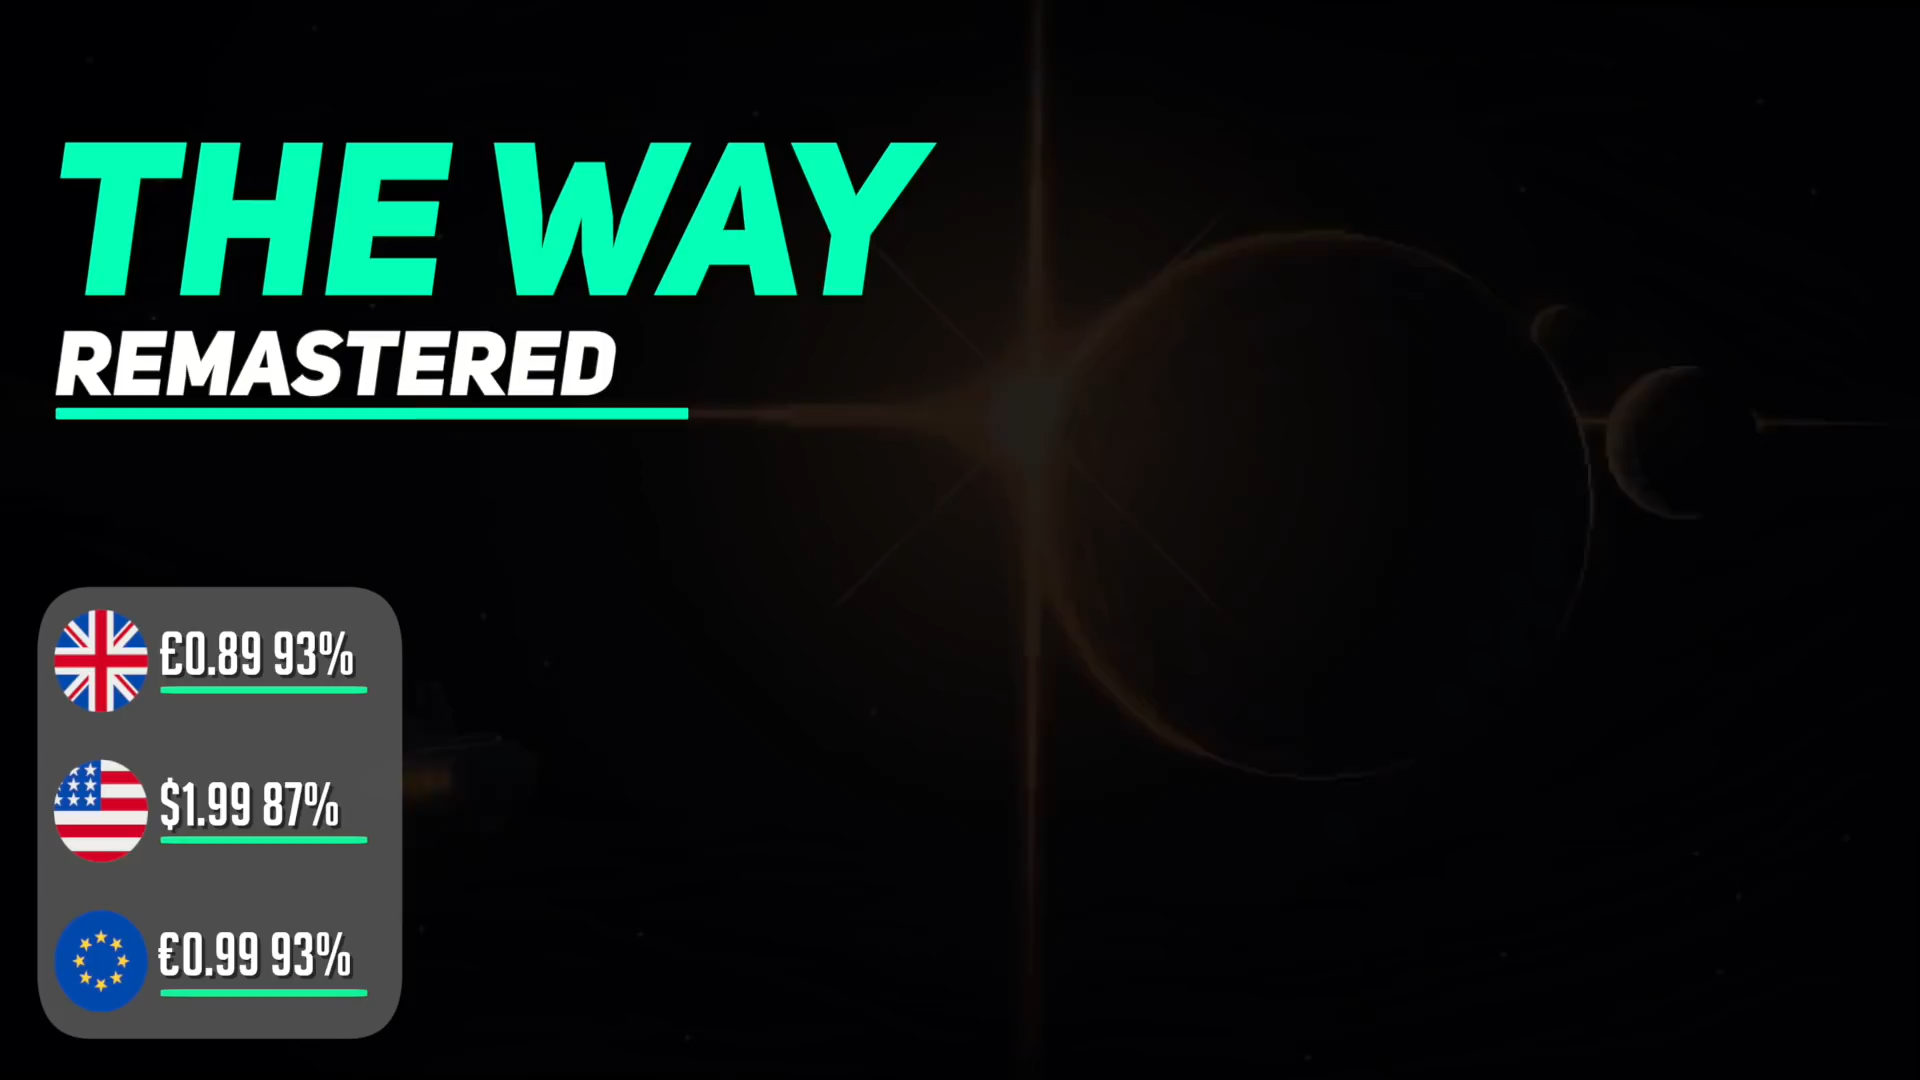 THE WAY
REMASTERED
£0.89 93%
$1.99 87%
€0.99 93%